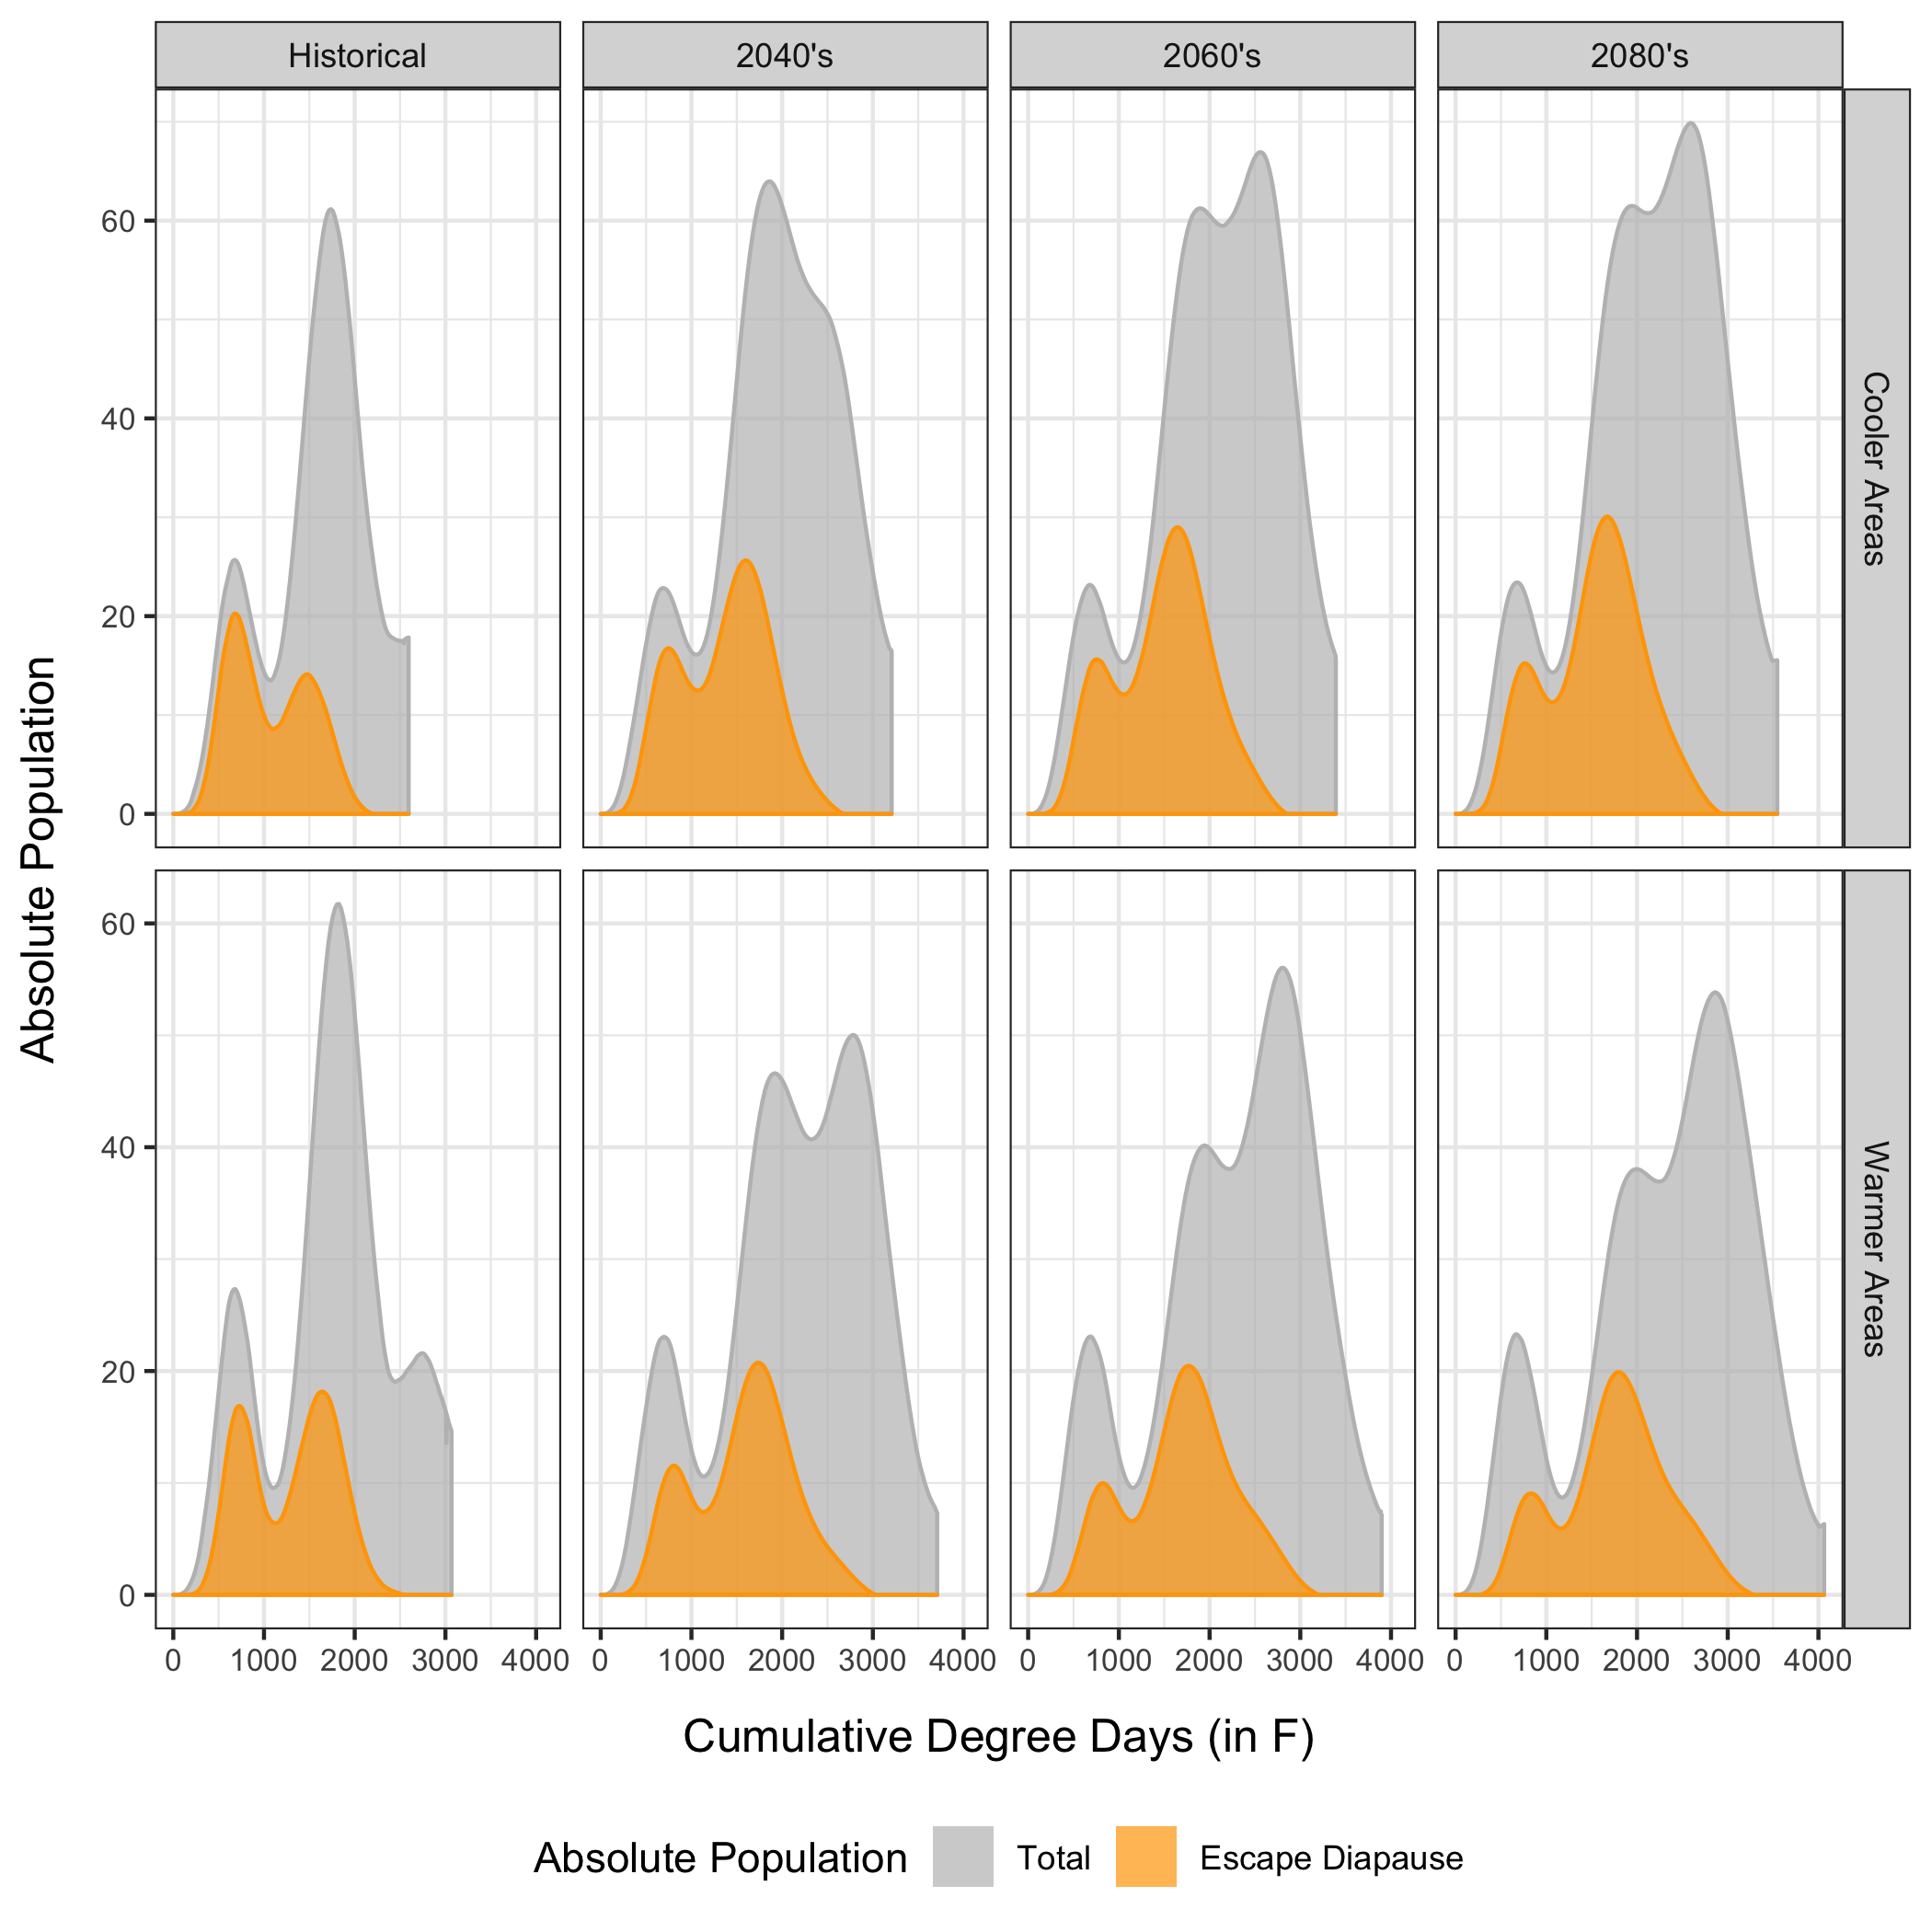 Historical 2040's 2060's 2080's
Absolute Population
60
40
20
0
Cooler Areas
60
40
20
0
Warmer Areas
0 1000 2000 3000 4000 0 1000 2000 3000 4000 0 1000 2000 3000 4000 0 1000 2000 3000 4000
Cumulative Degree Days (in F)
Absolute Population Total Escape Diapause